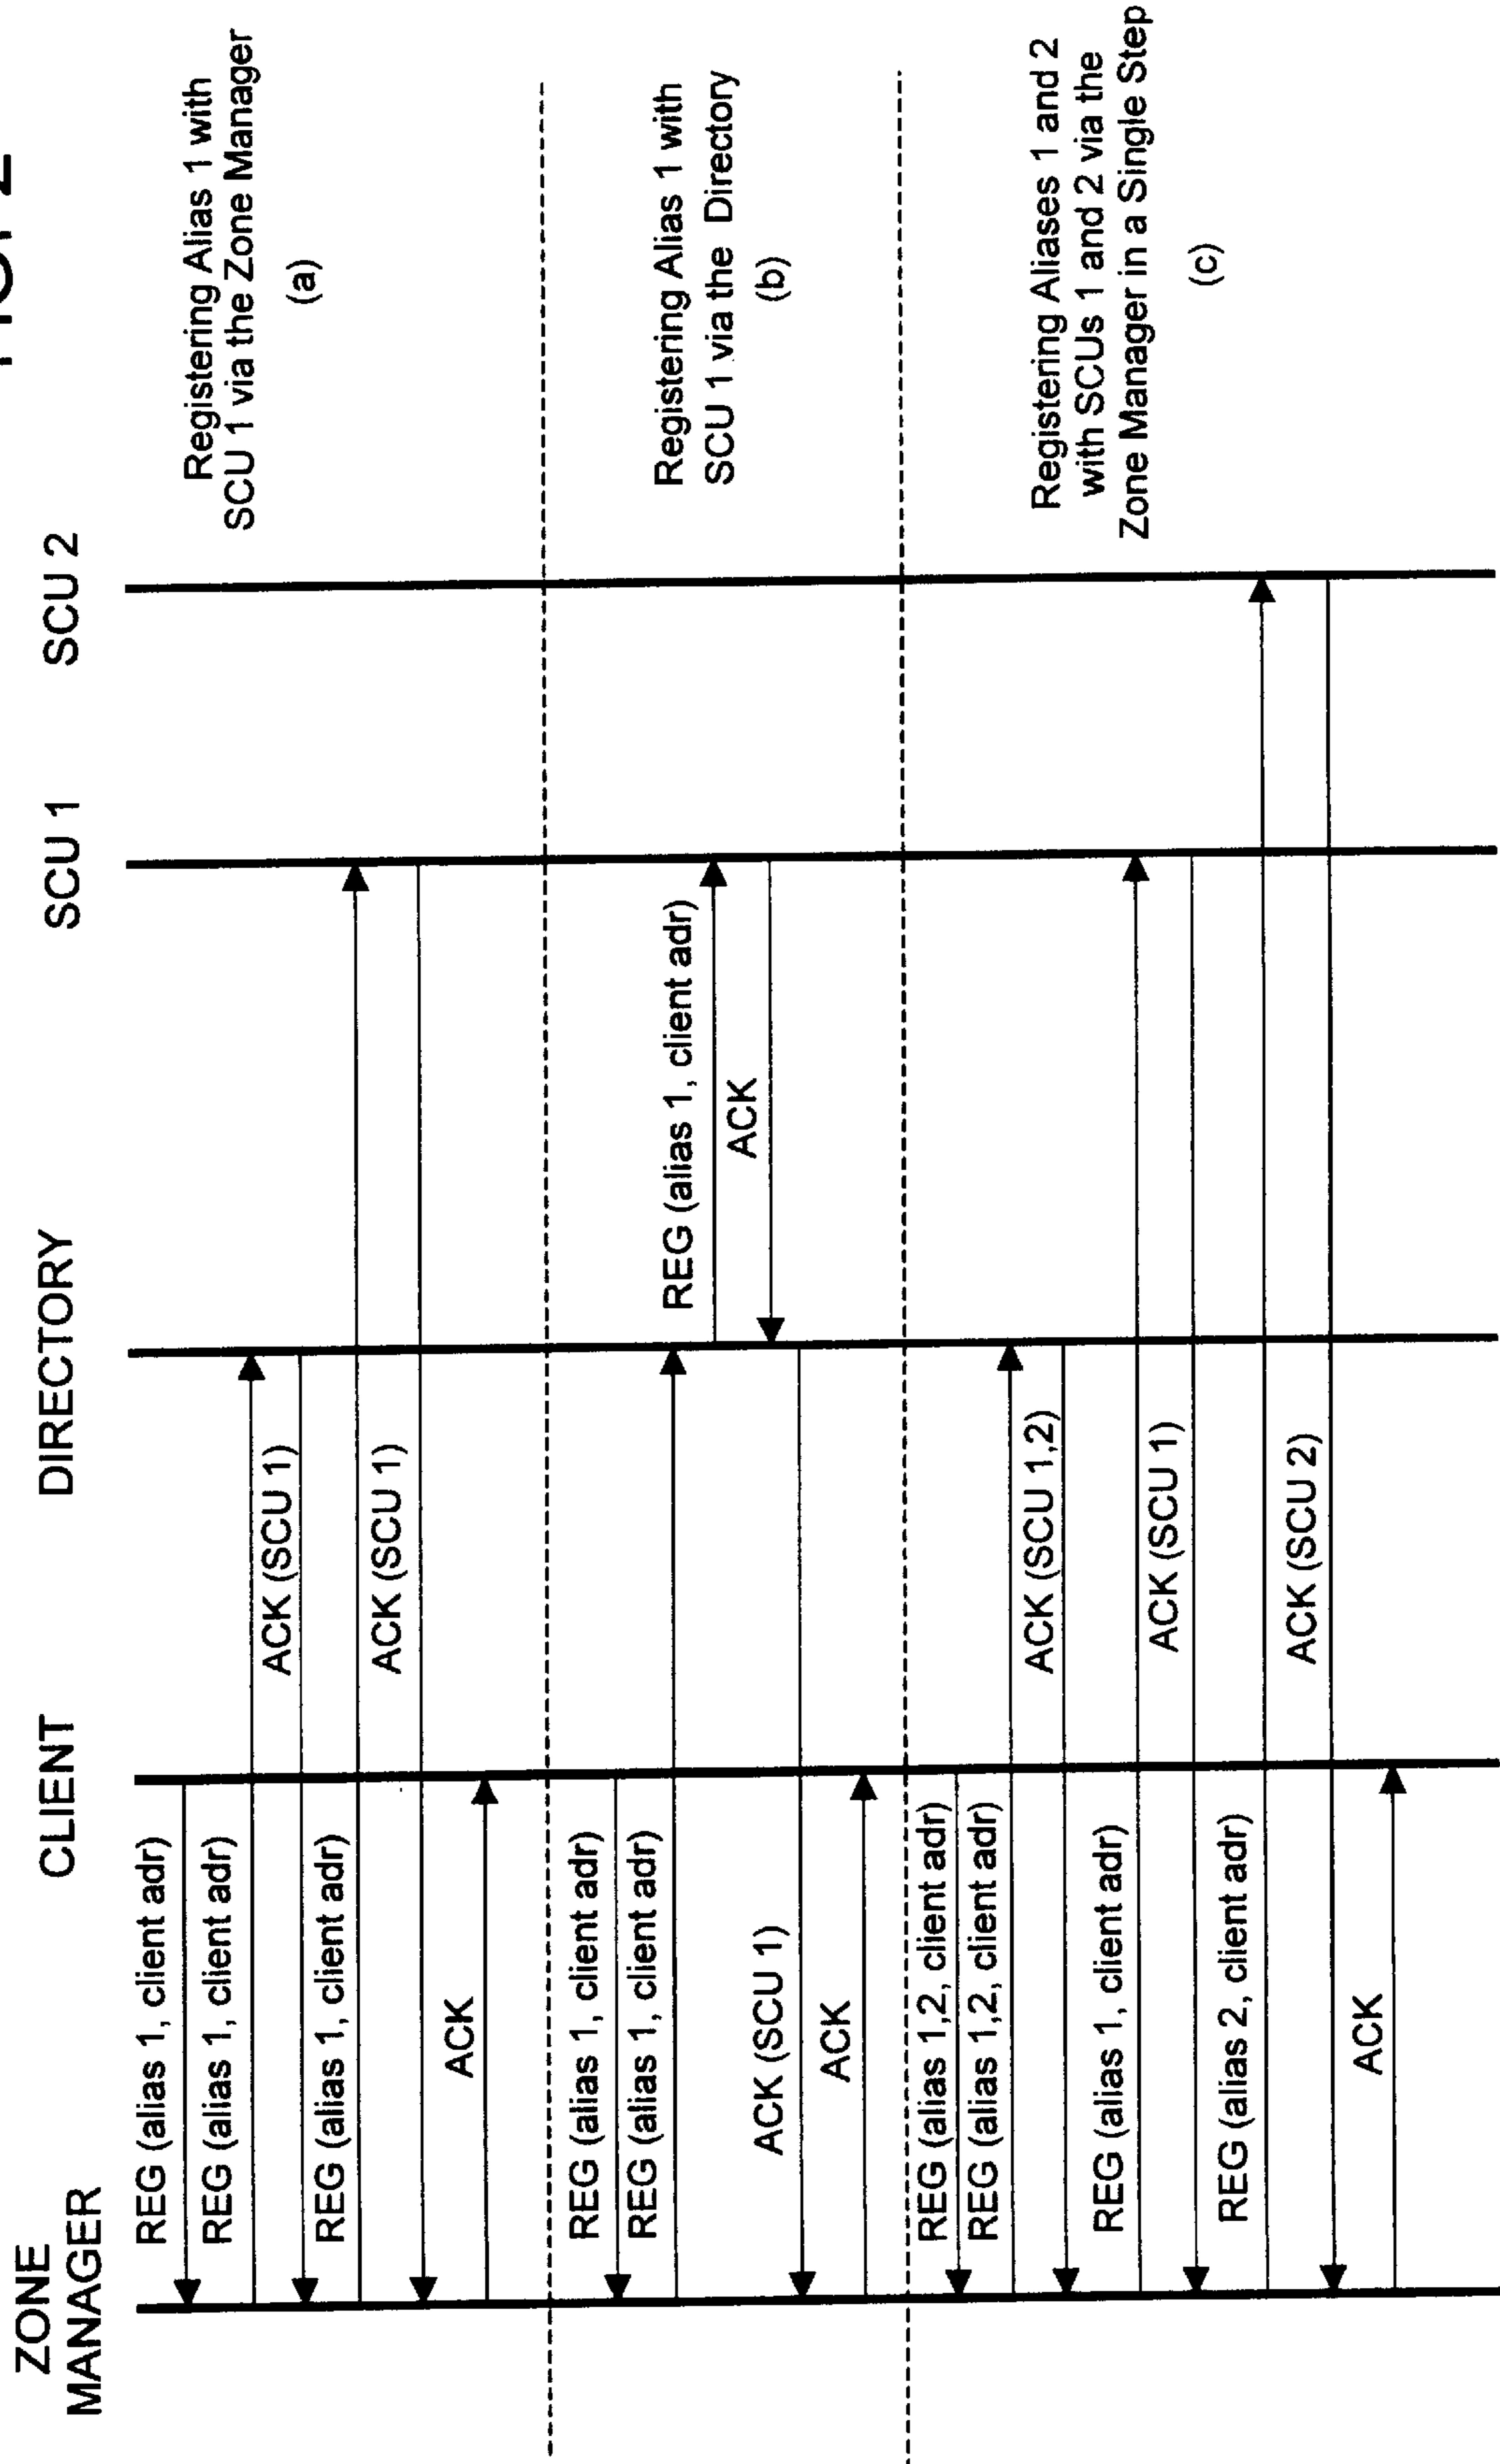 ZONE
MANAGER
CLIENT
DIRECTORY
SCU 1
SCU 2
REG (alias 1, client adr)
REG (alias 1, client adr)
ACK (SCU 1)
REG (alias 1, client adr)
ACK (SCU 1)
ACK
Registering Alias 1 with
SCU 1 via the Zone Manager
(a)
REG (alias 1, client adr)
REG (alias 1, client adr)
REG (alias 1, client adr)
ACK
ACK (SCU 1)
ACK
Registering Alias 1 with
SCU 1 via the Directory
(b)
REG (alias 1,2, client adr)
REG (alias 1,2, client adr)
ACK (SCU 1,2)
REG (alias 1, client adr)
ACK (SCU 1)
REG (alias 2, client adr)
ACK (SCU 2)
ACK
Registering Aliases 1 and 2
with SCUs 1 and 2 via the
Zone Manager in a Single Step
(c)